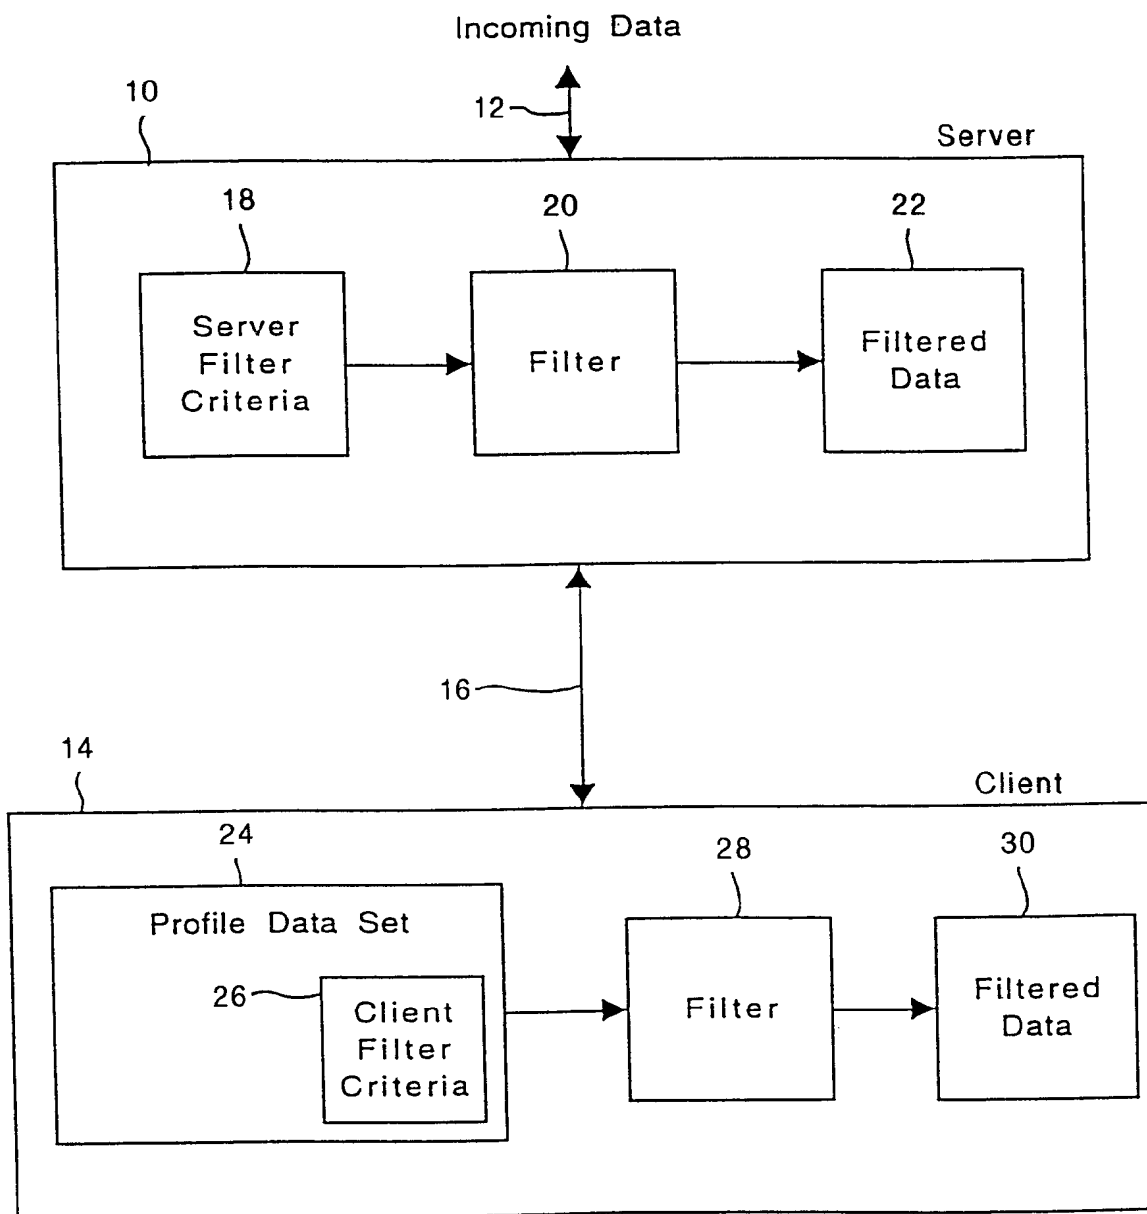 Incoming Data
12
10
Server
18
20
22
Server
Filter
Criteria
Filter
Filtered
Data
16
14
Client
24
28
30
Profile Data Set
26
Client
Filter
Criteria
Filter
Filtered
Data